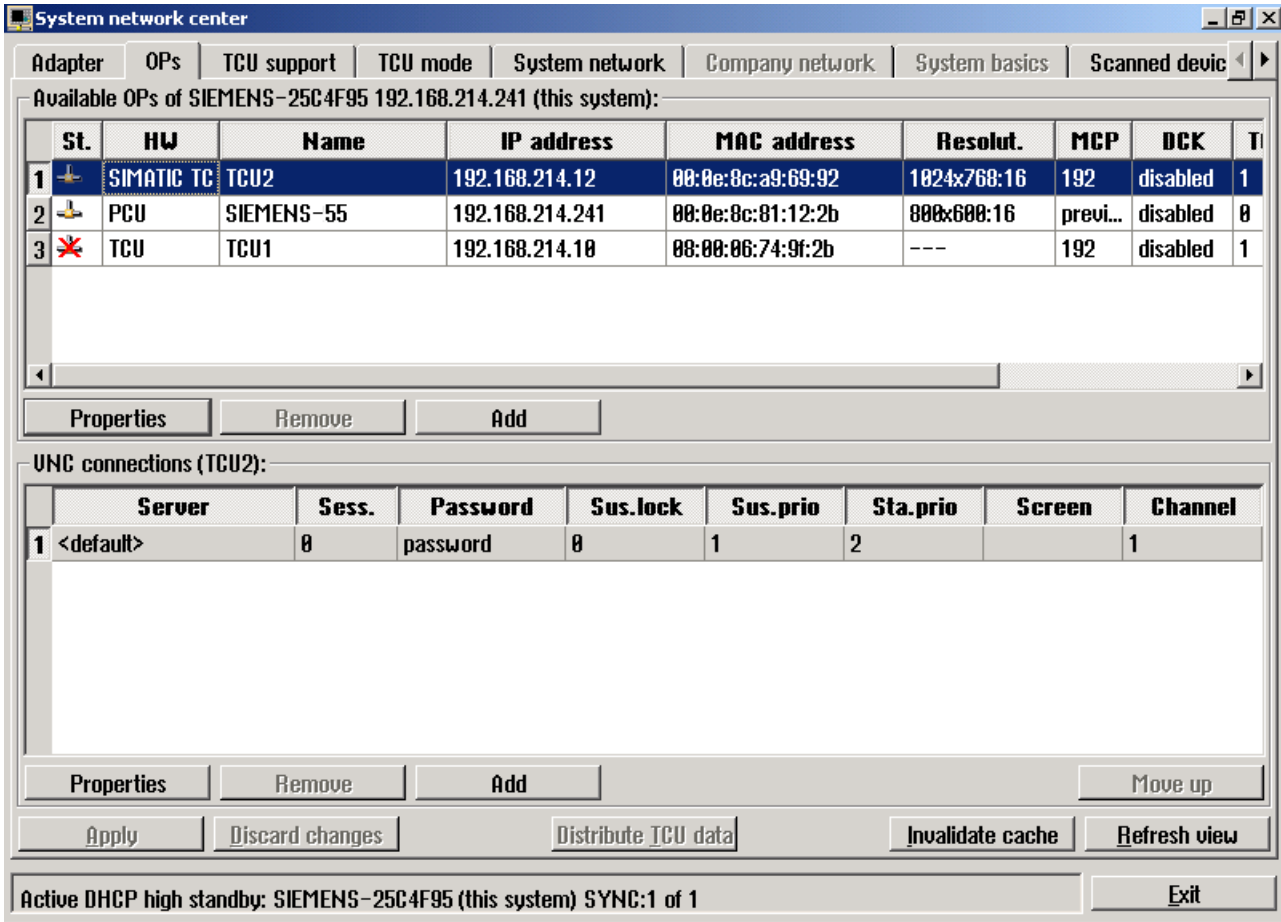 System network center
Adapter OPs TCU support TCU mode System network Company network System basics Scanned devic
Available OPs of SIEMENS-25C4F95 192.168.214.241 (this system):
St. HW Name IP address MAC address Resolut. MCP DCK
1 SIMATIC TC TCU2 192.168.214.12 00:0e:8c:a9:69:92 1024x768:16 192 disabled 1
2 PCU SIEMENS-55 192.168.214.241 00:0e:8c:81:12:2b 800x600:16 previ... disabled 0
3 TCU TCU1 192.168.214.10 08:00:06:74:9f:2b --- 192 disabled 1
Properties Remove Add
VNC connections (TCU2):
Server Sess. Password Sus.lock Sus.prio Sta.prio Screen Channel
1 <default> 0 password 0 1 2 1
Properties Remove Add Move up
Apply Discard changes Distribute TCU data Invalidate cache Refresh view
Active DHCP high standby: SIEMENS-25C4F95 (this system) SYNC:1 of 1 Exit